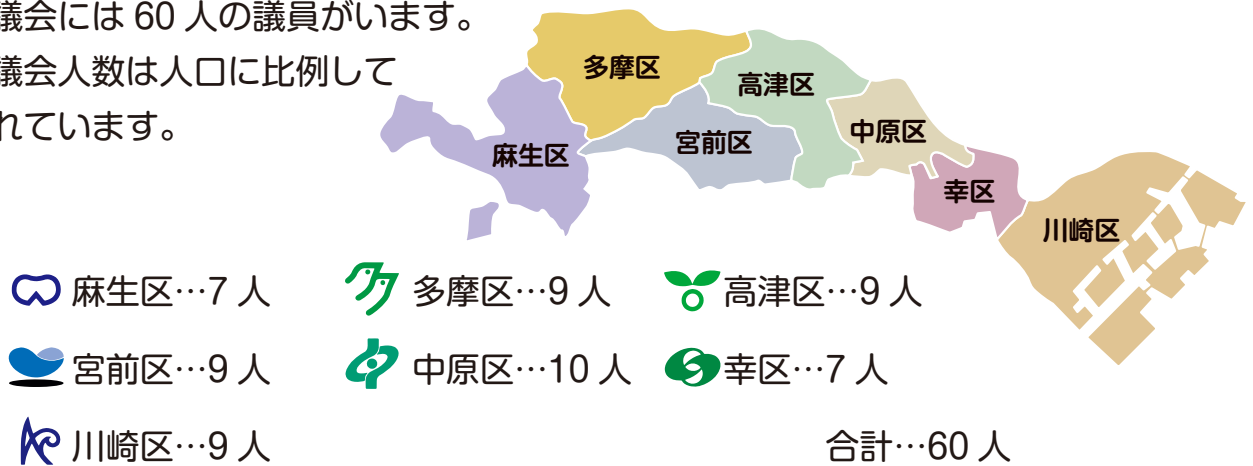 議会には 60 人の議員がいます。
議会人数は人口に比例して
れています。
多摩区
高津区
宮前区
中原区
麻生区
幸区
川崎区
麻生区…7 人
多摩区…9 人
高津区…9 人
宮前区…9 人
中原区…10 人
幸区…7 人
川崎区…9 人
合計…60 人